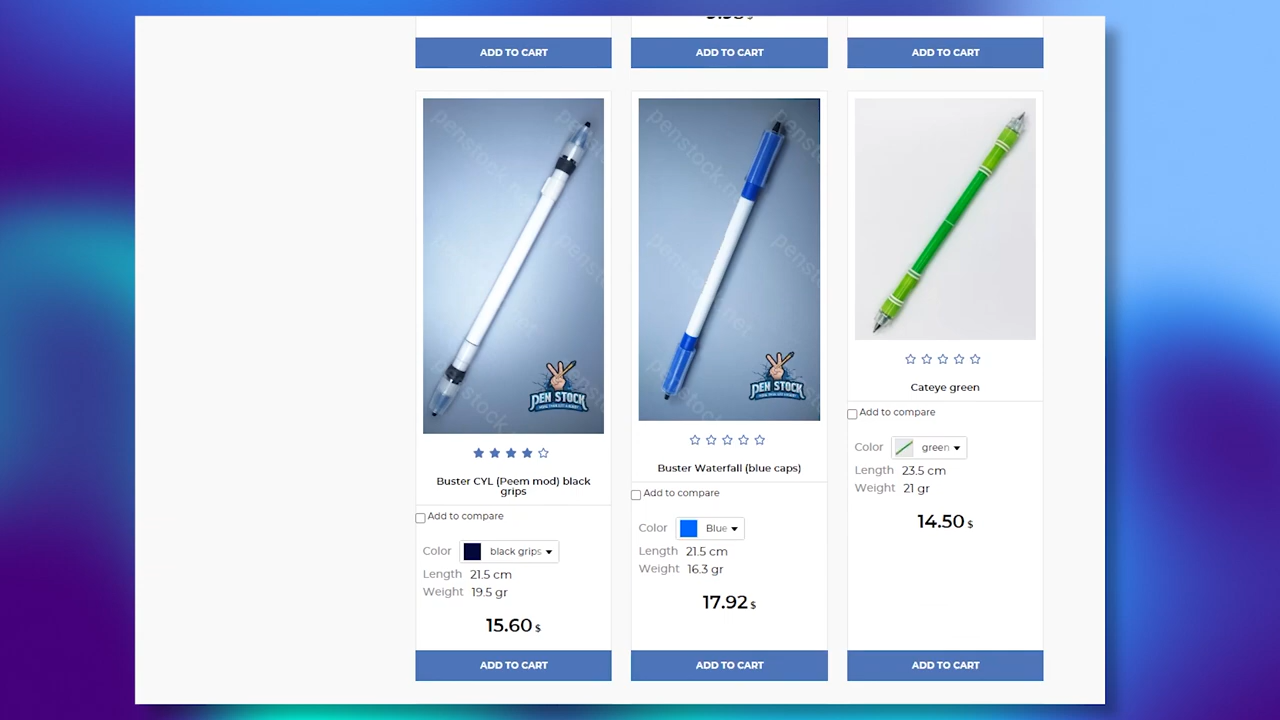 ADD TO CART
ADD TO CART
ADD TO CART
penstock.net
PEN STOCK
Buster CYL (Peem mod) black
grips
Add to compare
Color black grips
Length 21.5 cm
Weight 19.5 gr
15.60 $
ADD TO CART
penstock.net
PEN STOCK
Buster Waterfall (blue caps)
Add to compare
Color Blue
Length 21.5 cm
Weight 16.3 gr
17.92 $
ADD TO CART
Cateye green
Add to compare
Color green
Length 23.5 cm
Weight 21 gr
14.50 $
ADD TO CART